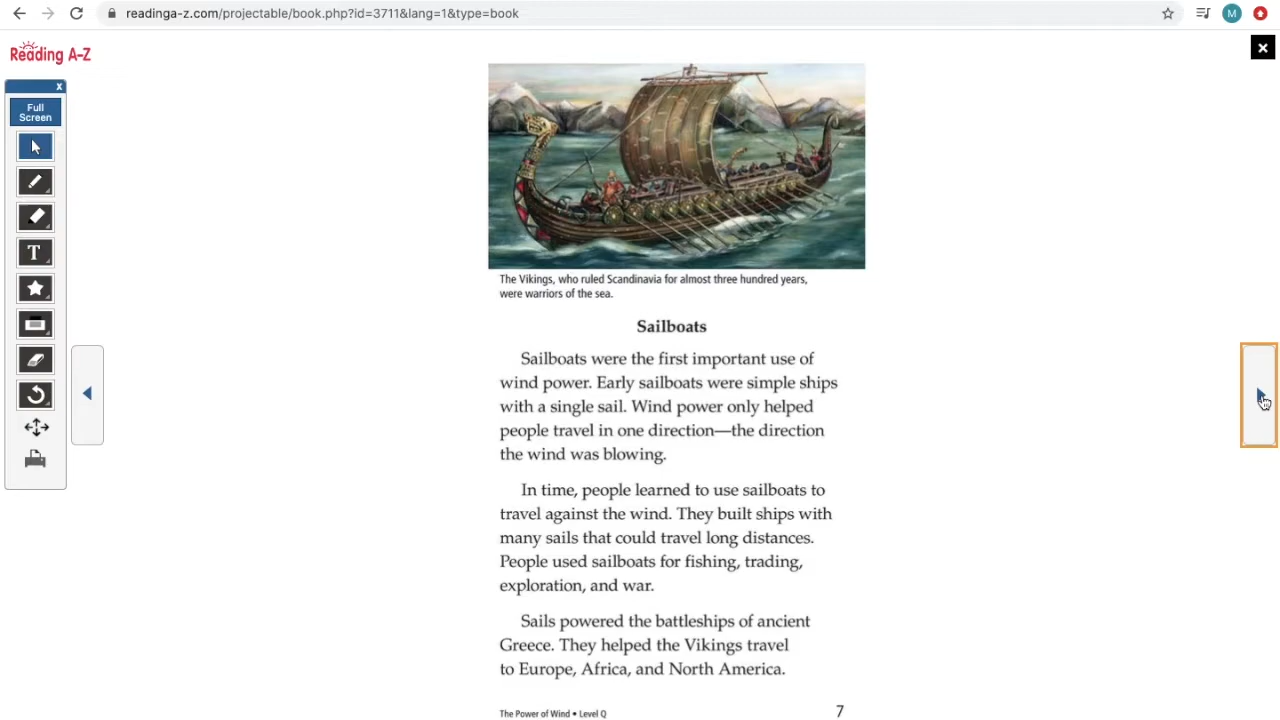 readinga-z.com/projectable/book.php?id=3711&lang=1&type=book
M
Reading A-Z
x
Full
Screen
T
The Vikings, who ruled Scandinavia for almost three hundred years,
were warriors of the sea.
Sailboats
Sailboats were the first important use of
wind power. Early sailboats were simple ships
with a single sail. Wind power only helped
people travel in one direction—the direction
the wind was blowing.
In time, people learned to use sailboats to
travel against the wind. They built ships with
many sails that could travel long distances.
People used sailboats for fishing, trading,
exploration, and war.
Sails powered the battleships of ancient
Greece. They helped the Vikings travel
to Europe, Africa, and North America.
The Power of Wind • Level Q
7